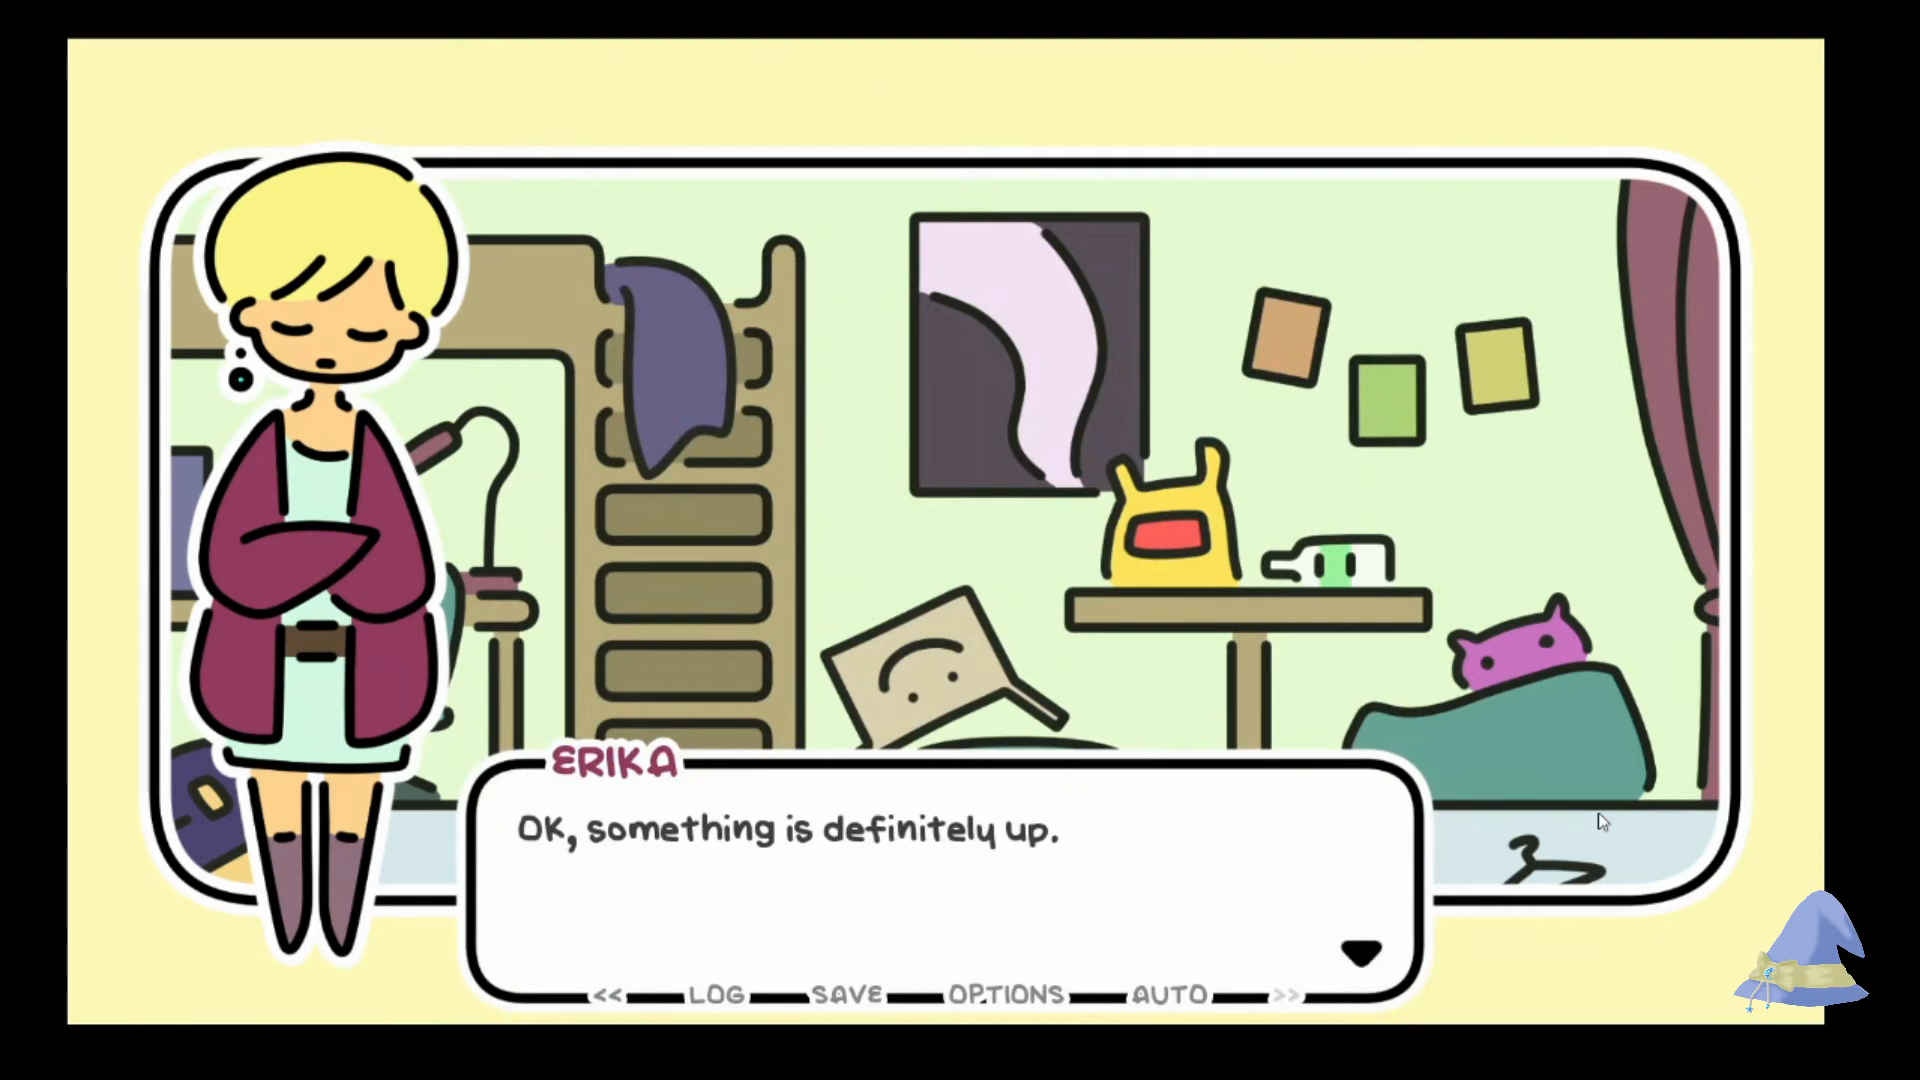 ERIKA
OK, something is definitely up.
<< LOG SAVE OPTIONS AUTO >>